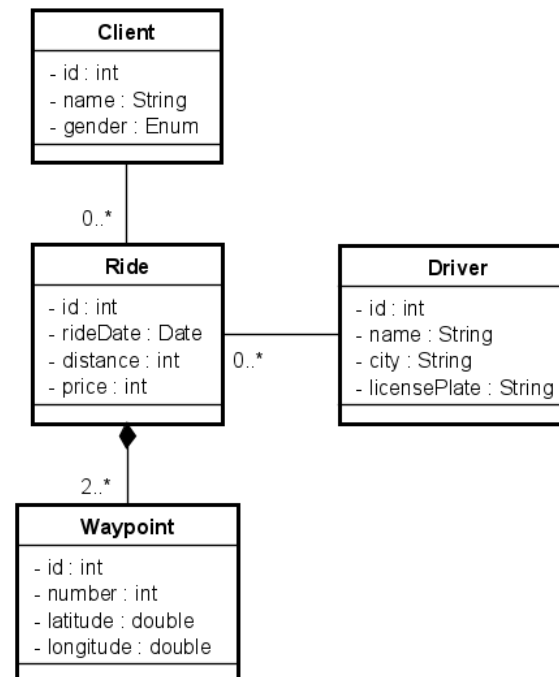 Client
- id : int
- name : String
- gender : Enum
0..*
Ride
- id : int
- rideDate : Date
- distance : int
- price : int
0..*
Driver
- id : int
- name : String
- city : String
- licensePlate : String
2..*
Waypoint
- id : int
- number : int
- latitude : double
- longitude : double